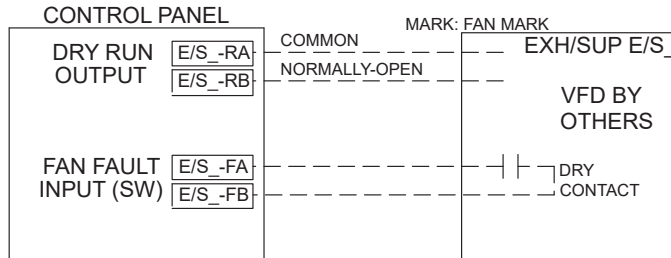 CONTROL PANEL
MARK: FAN MARK
DRY RUN
OUTPUT
E/S_-RA
COMMON
EXH/SUP E/S_
E/S_-RB
NORMALLY-OPEN
VFD BY
OTHERS
FAN FAULT
INPUT (SW)
E/S_-FA
E/S_-FB
DRY
CONTACT